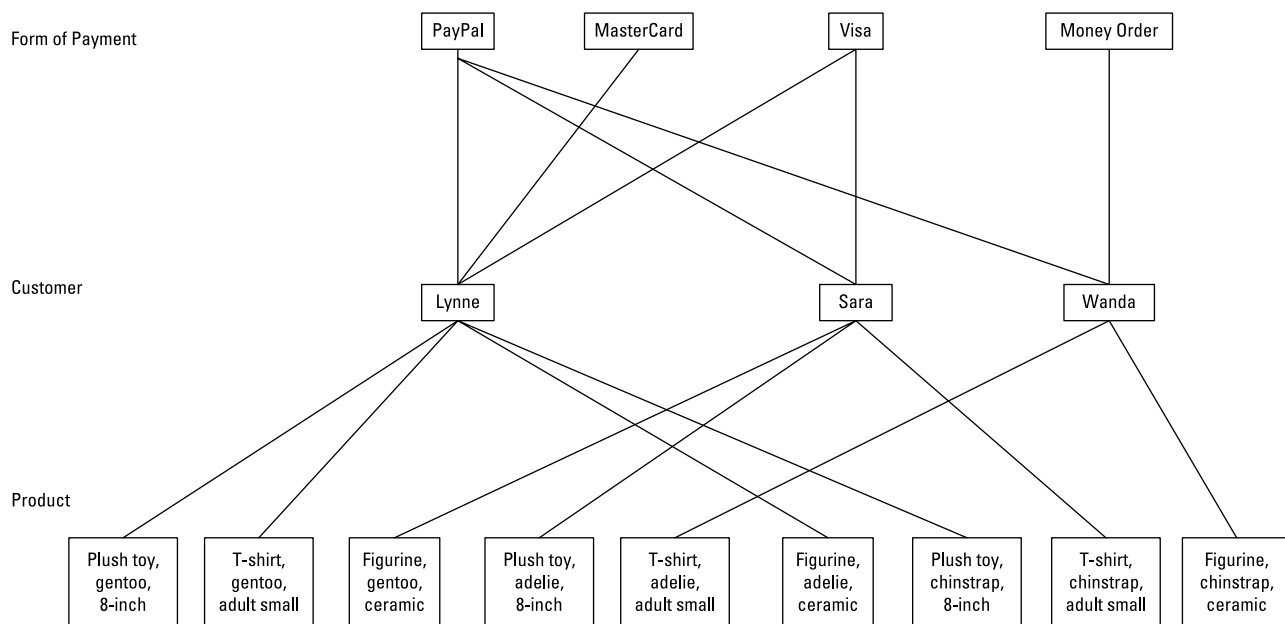 Form of Payment
PayPal
MasterCard
Visa
Money Order
Customer
Lynne
Sara
Wanda
Product
Plush toy,
gentoo,
8-inch
T-shirt,
gentoo,
adult small
Figurine,
gentoo,
ceramic
Plush toy,
adelie,
8-inch
T-shirt,
adelie,
adult small
Figurine,
adelie,
ceramic
Plush toy,
chinstrap,
8-inch
T-shirt,
chinstrap,
adult small
Figurine,
chinstrap,
ceramic